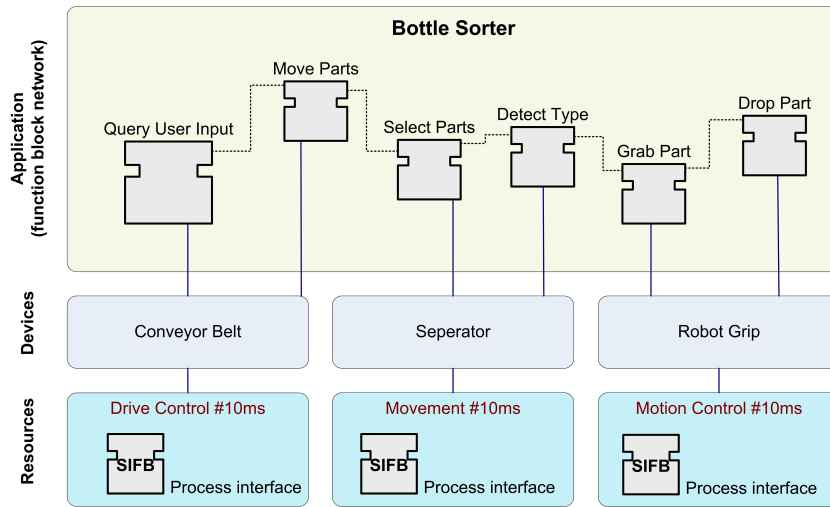 Bottle Sorter
Application
(function block network)
Move Parts
Query User Input
Select Parts
Detect Type
Grab Part
Drop Part
Devices
Conveyor Belt
Seperator
Robot Grip
Resources
Drive Control #10ms
SIFB
Process interface
Movement #10ms
SIFB
Process interface
Motion Control #10ms
SIFB
Process interface